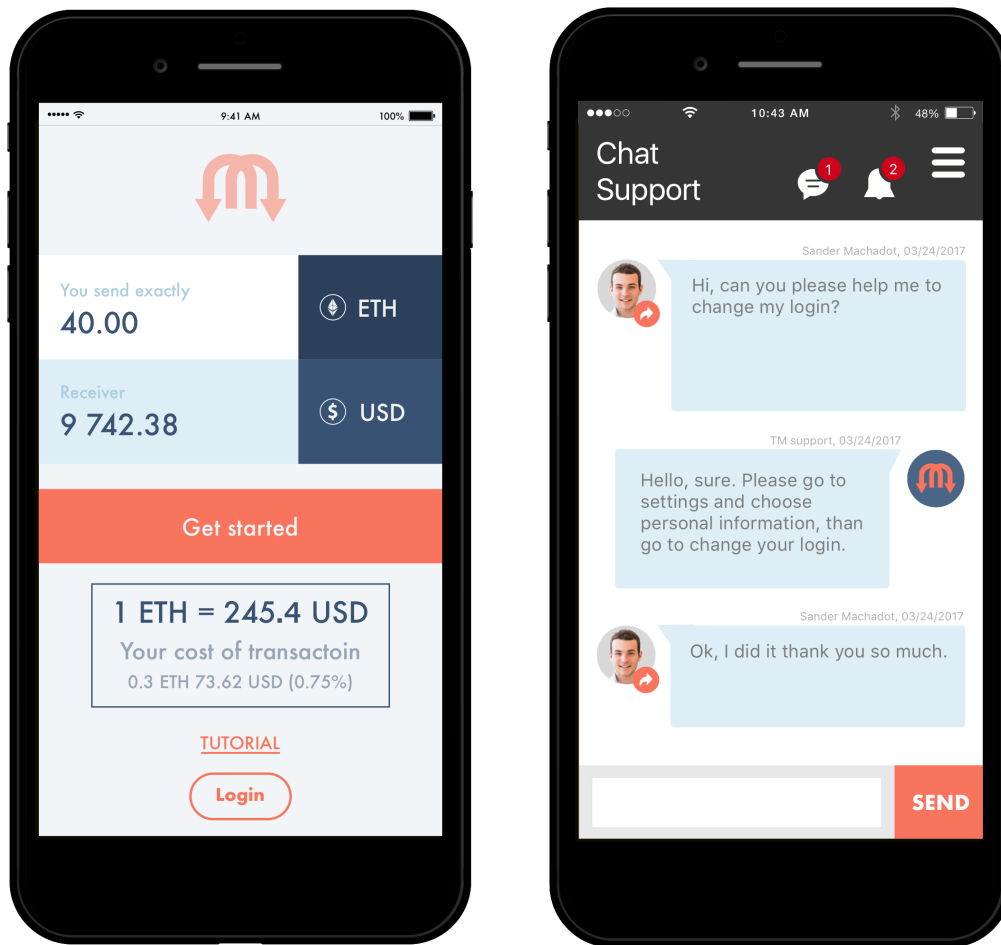 9:41 AM
100%
You send exactly
40.00
ETH
Receiver
9 742.38
$ USD
Get started
1 ETH = 245.4 USD
Your cost of transactoin
0.3 ETH 73.62 USD (0.75%)
TUTORIAL
Login
10:43 AM
48%
Chat
Support
1
2
Sander Machadot, 03/24/2017
Hi, can you please help me to
change my login?
TM support, 03/24/2017
Hello, sure. Please go to
settings and choose
personal information, than
go to change your login.
Sander Machadot, 03/24/2017
Ok, I did it thank you so much.
SEND